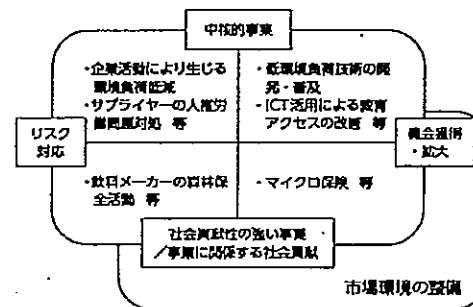 中核的事業
・企業活動により生じる
環境負荷低減
・サプライヤーの人権労
働問題対処 等
・低環境負荷技術の開
発・普及
・ICT活用による教育
アクセスの改善 等
リスク
対応
機会獲得
・拡大
・飲料メーカーの森林保
全活動 等
・マイクロ保険 等
社会貢献性の強い事業
／事業に関係する社会貢献
市場環境の整備